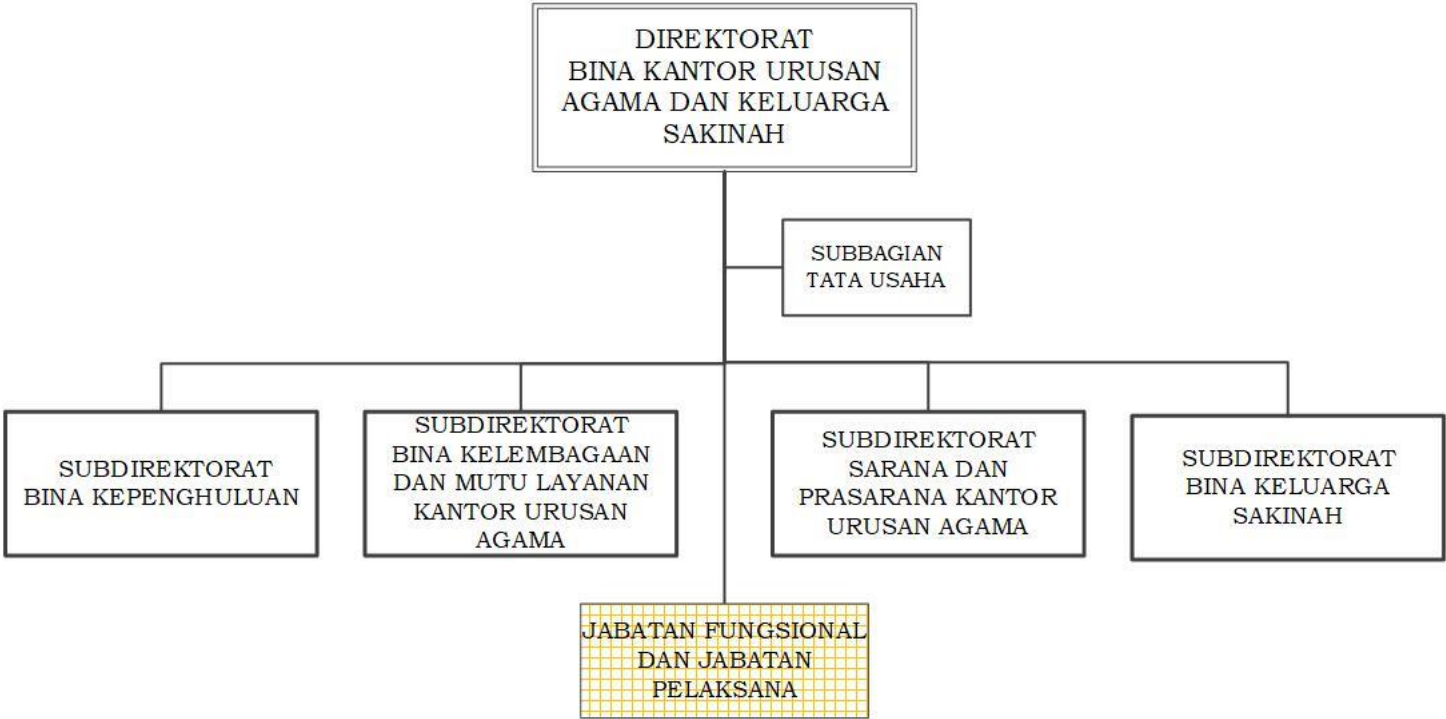 DIREKTORAT
BINA KANTOR URUSAN
AGAMA DAN KELUARGA
SAKINAH
SUBBAGIAN
TATA USAHA
SUBDIREKTORAT
BINA KEPENGHULUAN
SUBDIREKTORAT
BINA KELEMBAGAAN
DAN MUTU LAYANAN
KANTOR URUSAN
AGAMA
SUBDIREKTORAT
SARANA DAN
PRASARANA KANTOR
URUSAN AGAMA
SUBDIREKTORAT
BINA KELUARGA
SAKINAH
JABATAN FUNGSIONAL
DAN JABATAN
PELAKSANA